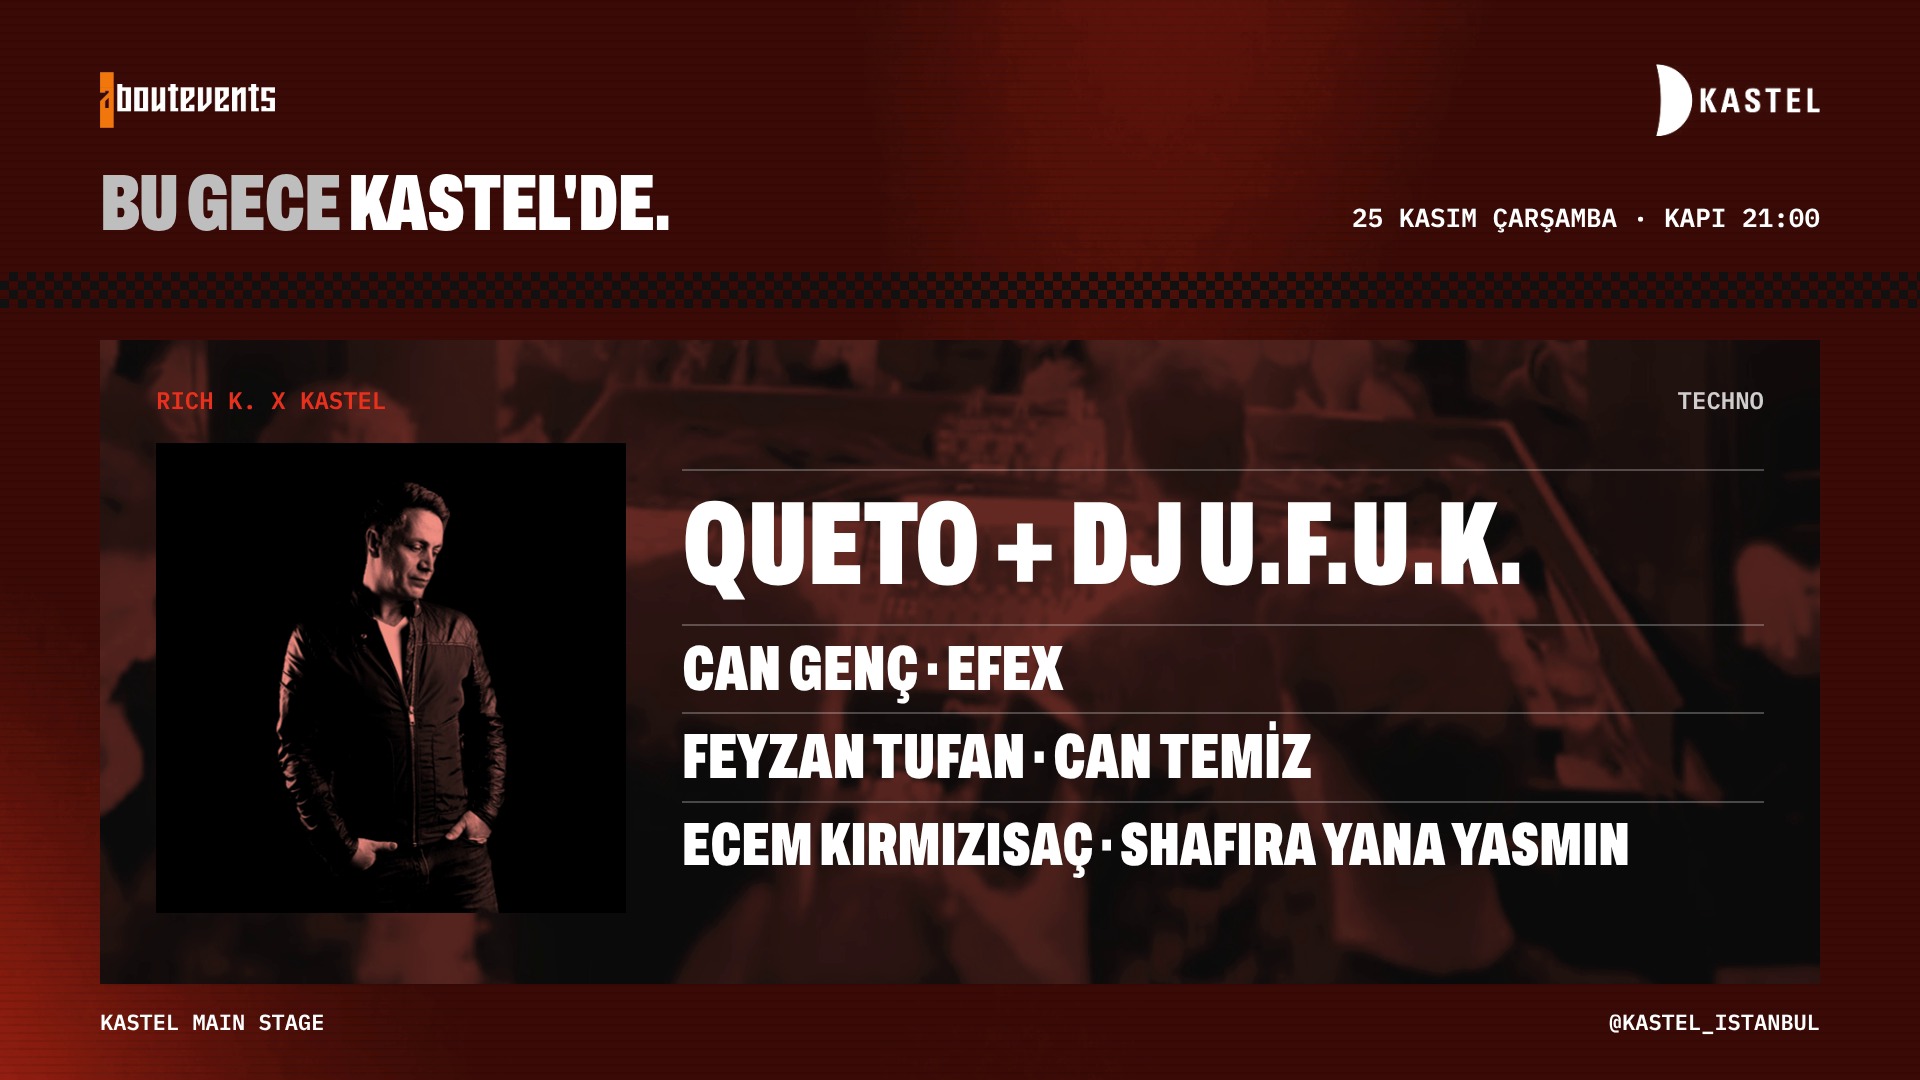 aboutevents
KASTEL
BU GECE KASTEL'DE.
25 KASIM ÇARŞAMBA · KAPI 21:00
RICH K. X KASTEL
TECHNO
QUETO + DJ U.F.U.K.
CAN GENÇ · EFEX
FEYZAN TUFAN · CAN TEMİZ
ECEM KIRMIZISAÇ · SHAFIRA YANA YASMIN
KASTEL MAIN STAGE
@KASTEL_ISTANBUL